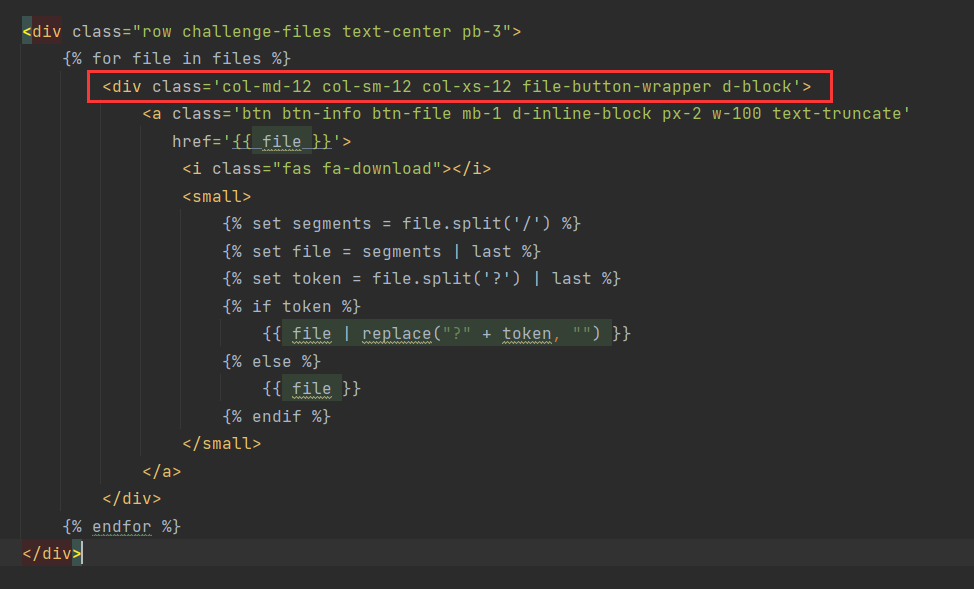 <div class="row challenge-files text-center pb-3">
{% for file in files %}
<div class='col-md-12 col-sm-12 col-xs-12 file-button-wrapper d-block'>
<a class='btn btn-info btn-file mb-1 d-inline-block px-2 w-100 text-truncate'
href='{{ file }}'>
<i class="fas fa-download"></i>
<small>
{% set segments = file.split('/') %}
{% set file = segments | last %}
{% set token = file.split('?') | last %}
{% if token %}
{{ file | replace("?" + token, "") }}
{% else %}
{{ file }}
{% endif %}
</small>
</a>
</div>
{% endfor %}
</div>